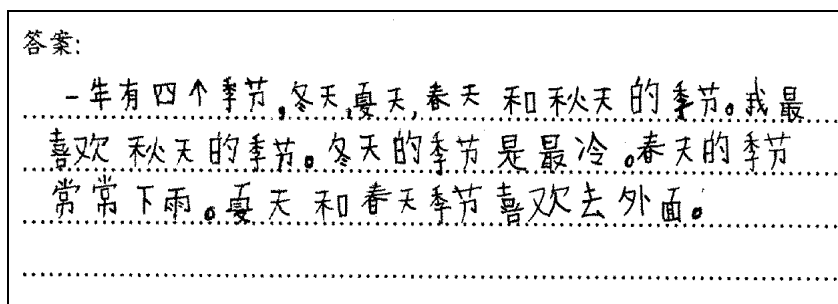 答案:
一年有四个季节,冬天,夏天,春天 和 秋天 的 季节。我 最
喜欢 秋天的季节。冬天的季节 是 最 冷 。春天的 季节
常常 下 雨。夏 天 和 春天季节 喜欢 去 外 面。